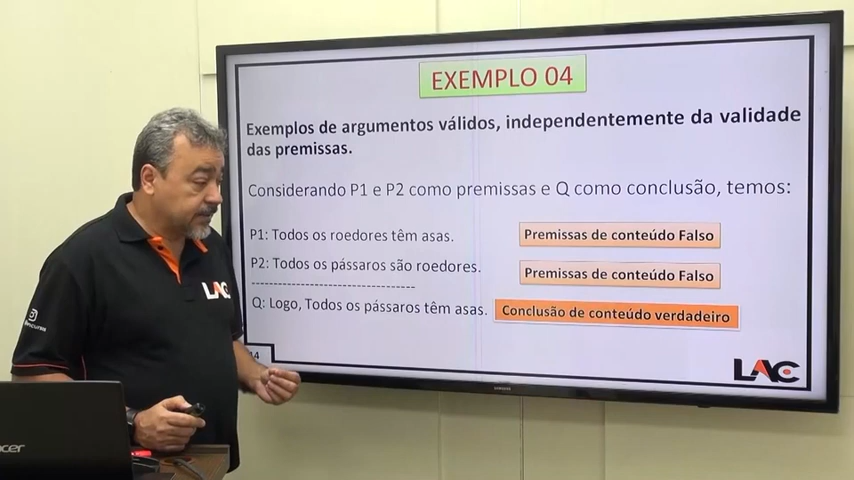 EXEMPLO 04
Exemplos de argumentos válidos, independentemente da validade
das premissas.
Considerando P1 e P2 como premissas e Q como conclusão, temos:
P1: Todos os roedores têm asas.
Premissas de conteúdo Falso
P2: Todos os pássaros são roedores.
Premissas de conteúdo Falso
Q: Logo, Todos os pássaros têm asas.
Conclusão de conteúdo verdadeiro
LAC
LAC
SAMSUNG